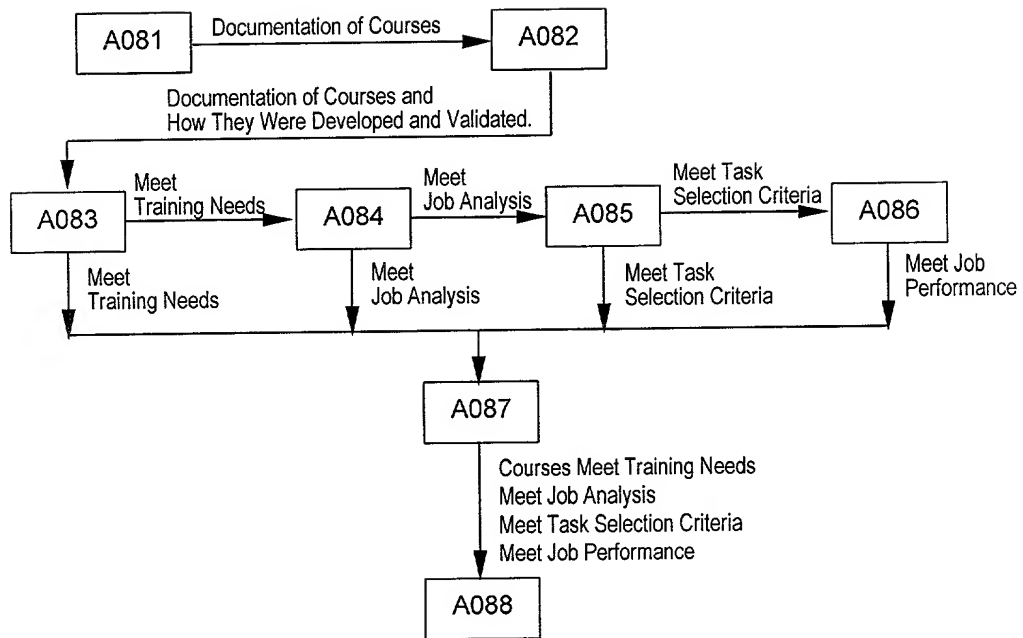 A081
Documentation of Courses
A082
Documentation of Courses and
How They Were Developed and Validated.
A083
Meet
Training Needs
A084
Meet
Job Analysis
A085
Meet Task
Selection Criteria
A086
Meet
Training Needs
Meet
Job Analysis
Meet Task
Selection Criteria
Meet Job
Performance
A087
Courses Meet Training Needs
Meet Job Analysis
Meet Task Selection Criteria
Meet Job Performance
A088